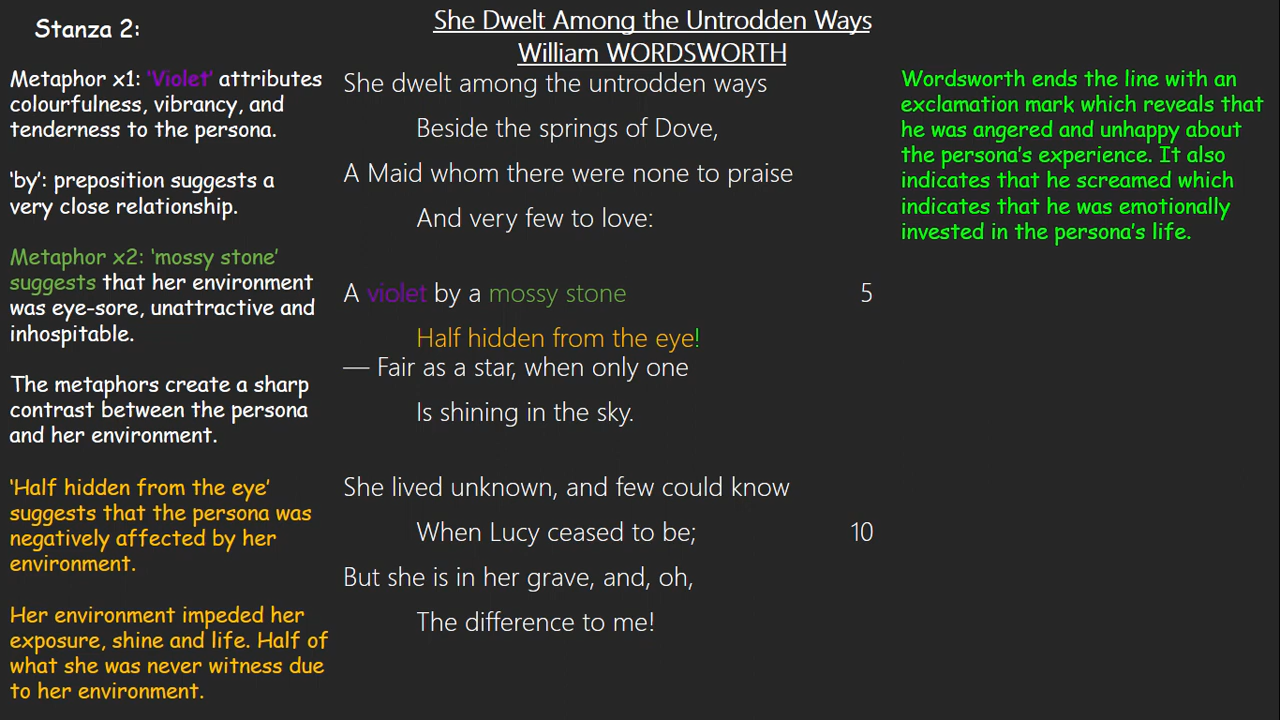 She Dwelt Among the Untrodden Ways
William WORDSWORTH
Stanza 2:
Metaphor x1: 'Violet' attributes
colourfulness, vibrancy, and
tenderness to the persona.
'by': preposition suggests a
very close relationship.
Metaphor x2: 'mossy stone'
suggests that her environment
was eye-sore, unattractive and
inhospitable.
The metaphors create a sharp
contrast between the persona
and her environment.
'Half hidden from the eye'
suggests that the persona was
negatively affected by her
environment.
Her environment impeded her
exposure, shine and life. Half of
what she was never witness due
to her environment.
She dwelt among the untrodden ways
Beside the springs of Dove,
A Maid whom there were none to praise
And very few to love:
A violet by a mossy stone 5
Half hidden from the eye!
— Fair as a star, when only one
Is shining in the sky.
She lived unknown, and few could know
When Lucy ceased to be; 10
But she is in her grave, and, oh,
The difference to me!
Wordsworth ends the line with an
exclamation mark which reveals that
he was angered and unhappy about
the persona's experience. It also
indicates that he screamed which
indicates that he was emotionally
invested in the persona's life.